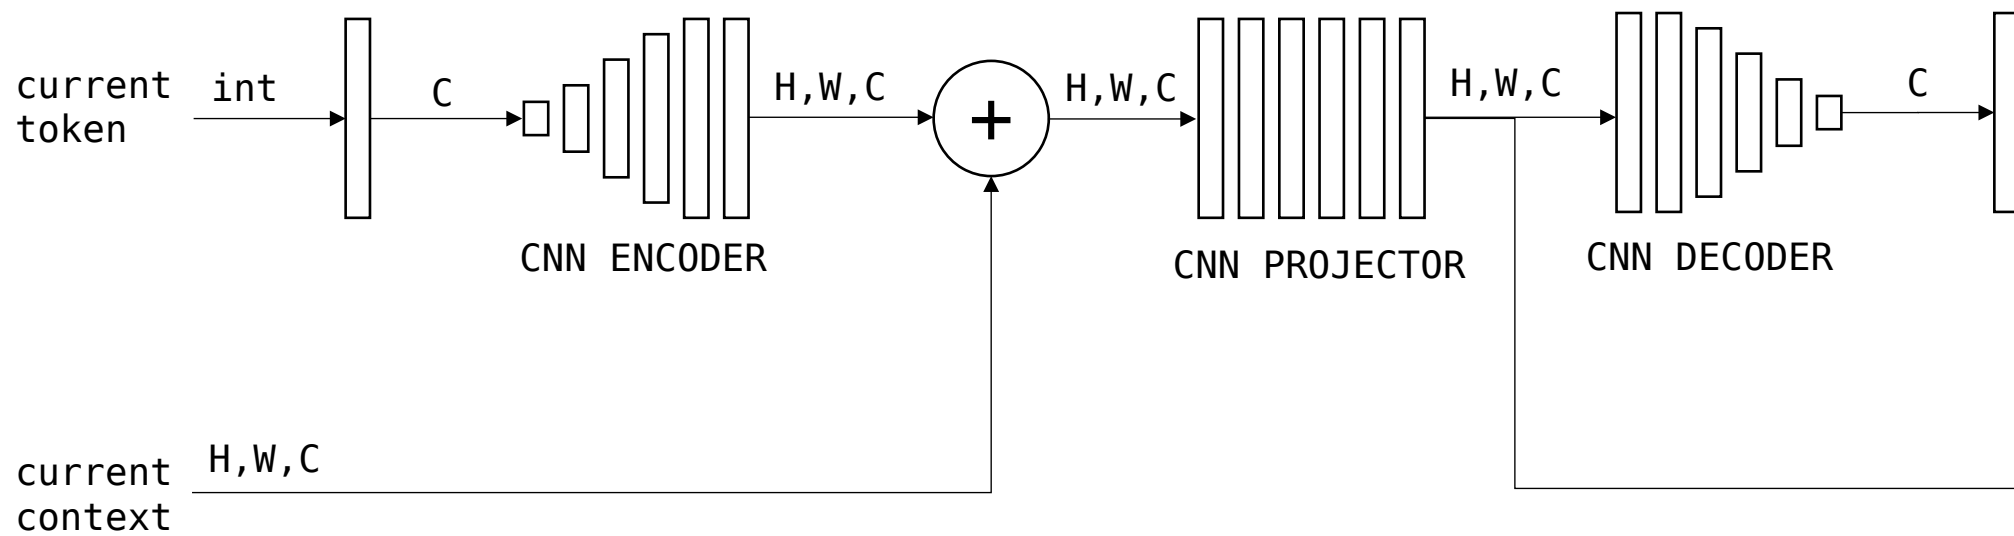 current
token
int
C
H,W,C
+
H,W,C
H,W,C
C
CNN ENCODER
CNN PROJECTOR
CNN DECODER
current
context
H,W,C